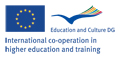 Education and Culture DG
International co-operation in
higher education and training